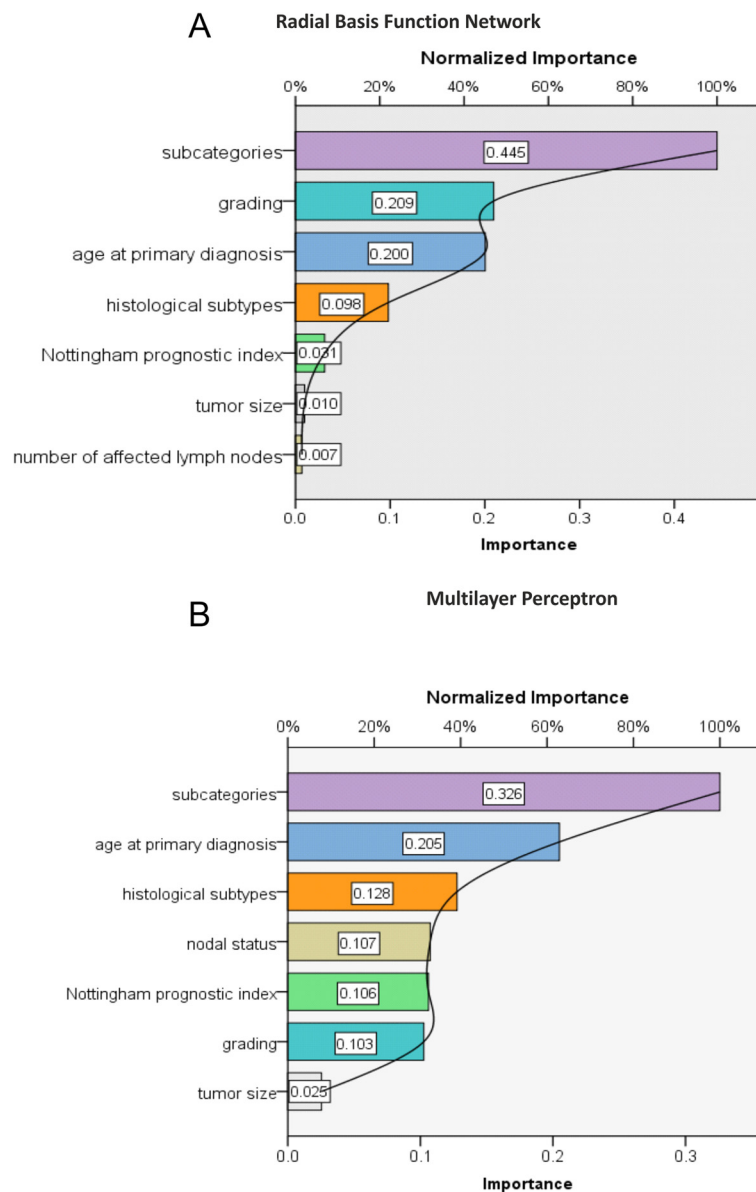 A
Radial Basis Function Network
Normalized Importance
0% 20% 40% 60% 80% 100%
subcategories 0.445
grading 0.209
age at primary diagnosis 0.200
histological subtypes 0.098
Nottingham prognostic index 0.031
tumor size 0.010
number of affected lymph nodes 0.007
0.0 0.1 0.2 0.3 0.4
Importance
B
Multilayer Perceptron
Normalized Importance
0% 20% 40% 60% 80% 100%
subcategories 0.326
age at primary diagnosis 0.205
histological subtypes 0.128
nodal status 0.107
Nottingham prognostic index 0.106
grading 0.103
tumor size 0.025
0.0 0.1 0.2 0.3
Importance